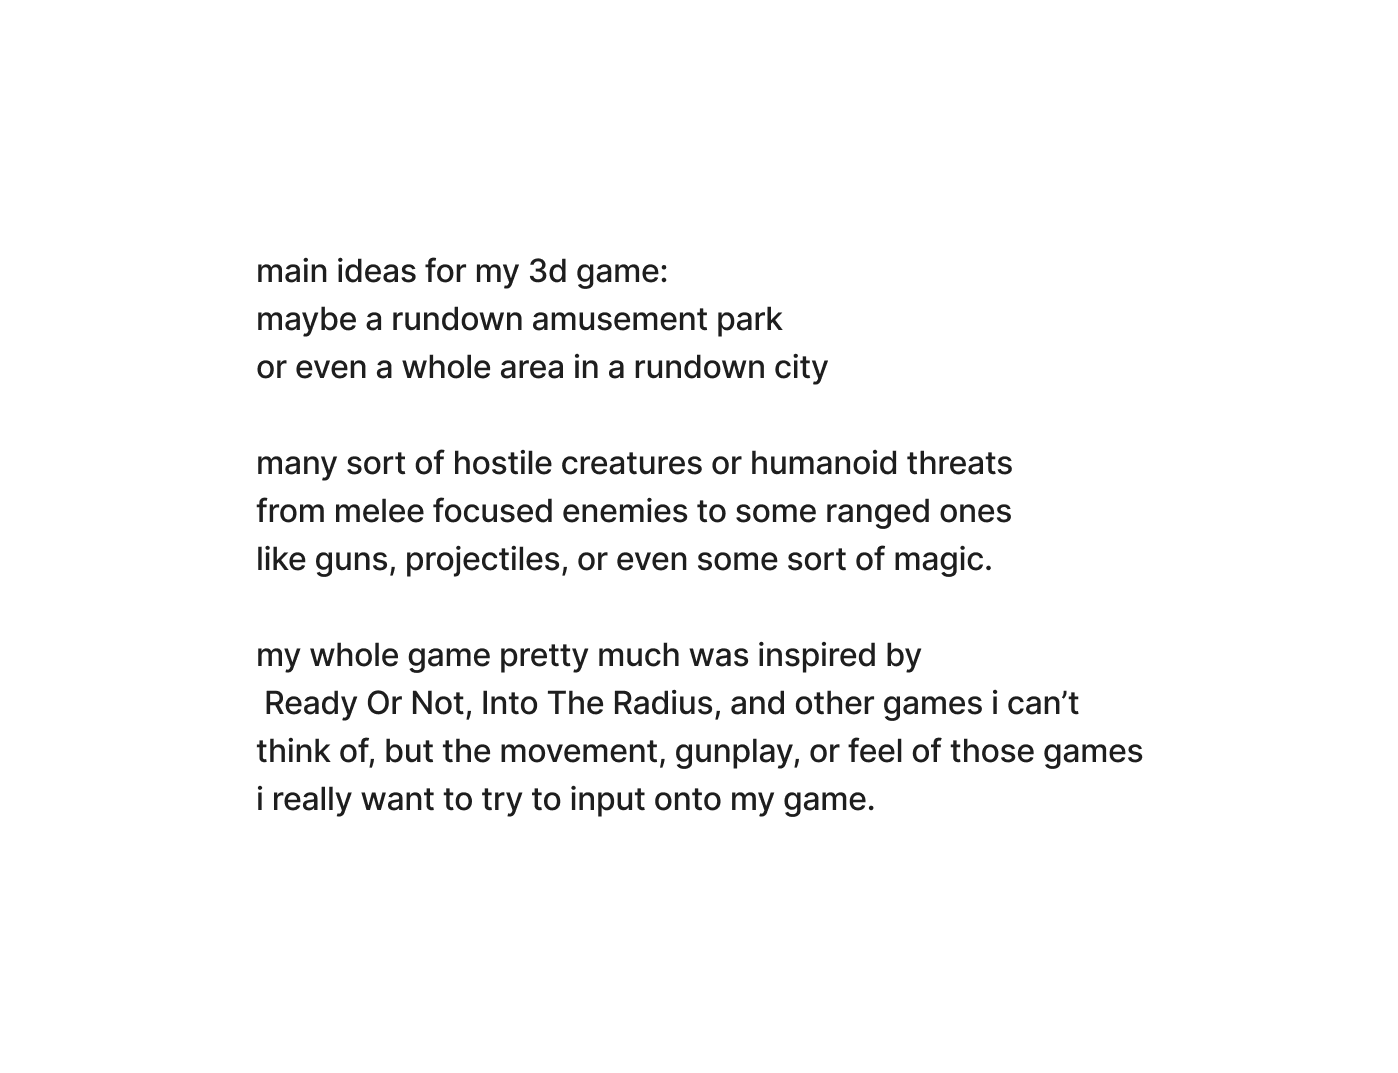 main ideas for my 3d game:
maybe a rundown amusement park
or even a whole area in a rundown city
many sort of hostile creatures or humanoid threats
from melee focused enemies to some ranged ones
like guns, projectiles, or even some sort of magic.
my whole game pretty much was inspired by
Ready Or Not, Into The Radius, and other games i can’t
think of, but the movement, gunplay, or feel of those games
i really want to try to input onto my game.